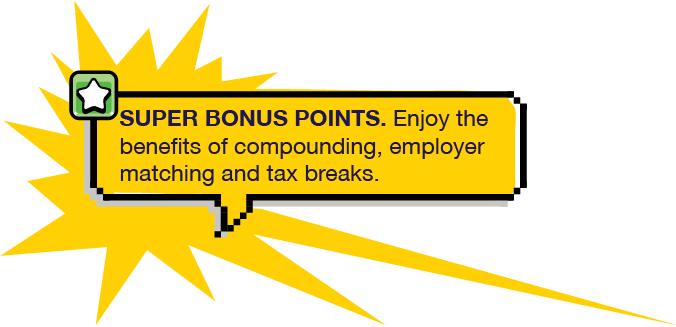 SUPER BONUS POINTS. Enjoy the
benefits of compounding, employer
matching and tax breaks.